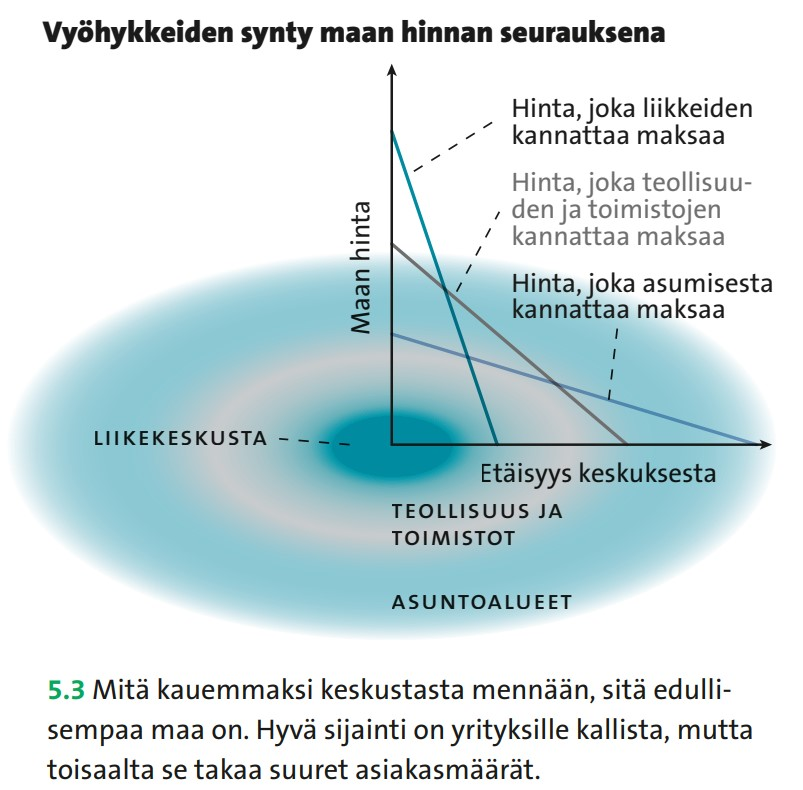 Vyöhykkeiden synty maan hinnan seurauksena
Hinta, joka liikkeiden
kannattaa maksaa
Hinta, joka teollisuu-
den ja toimistojen
kannattaa maksaa
Hinta, joka asumisesta
kannattaa maksaa
Maan hinta
LIIKEKESKUSTA
Etäisyys keskuksesta
TEOLLISUUS JA
TOIMISTOT
ASUNTOALUEET
5.3 Mitä kauemmaksi keskustasta mennään, sitä edulli-
sempaa maa on. Hyvä sijainti on yrityksille kallista, mutta
toisaalta se takaa suuret asiakasmäärät.